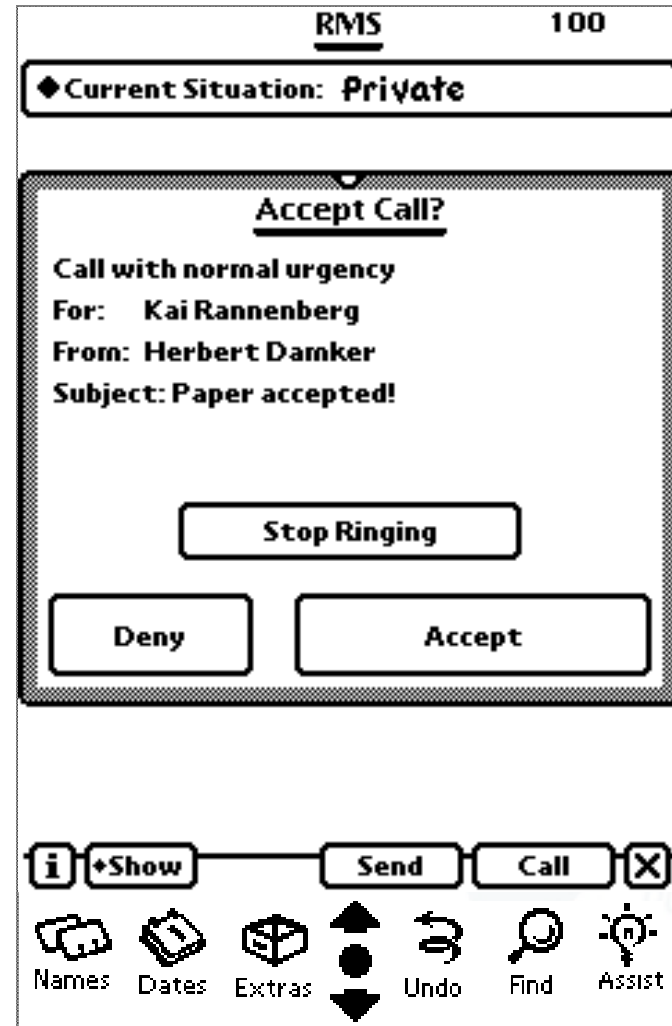 RMS 100
◆Current Situation: Private
Accept Call?
Call with normal urgency
For: Kai Rannenberg
From: Herbert Damker
Subject: Paper accepted!
Stop Ringing
Deny Accept
i ◆Show Send Call X
Names Dates Extras Undo Find Assist